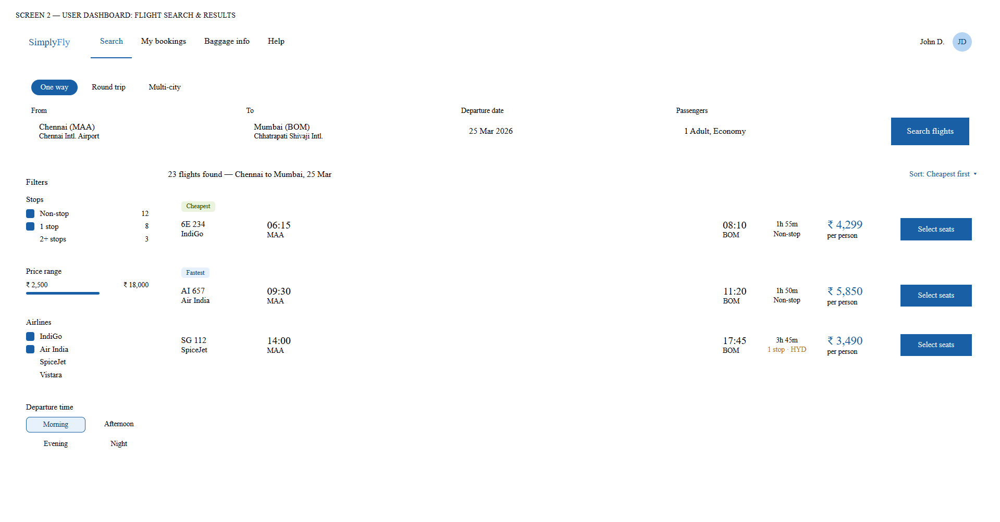 SCREEN 2 — USER DASHBOARD: FLIGHT SEARCH & RESULTS
SimplyFly Search My bookings Baggage info Help John D. JD
One way Round trip Multi-city
From To Departure date Passengers
Chennai (MAA) Mumbai (BOM) 25 Mar 2026 1 Adult, Economy Search flights
Chennai Intl. Airport Chhatrapati Shivaji Intl.
23 flights found — Chennai to Mumbai, 25 Mar Sort: Cheapest first ▾
Filters
Stops
Non-stop 12
1 stop 8
2+ stops 3
Price range
₹ 2,500 ₹ 18,000
Airlines
IndiGo
Air India
SpiceJet
Vistara
Departure time
Morning Afternoon
Evening Night
Cheapest
6E 234 06:15 08:10 1h 55m ₹ 4,299 Select seats
IndiGo MAA BOM Non-stop per person
Fastest
AI 657 09:30 11:20 1h 50m ₹ 5,850 Select seats
Air India MAA BOM Non-stop per person
SG 112 14:00 17:45 3h 45m ₹ 3,490 Select seats
SpiceJet MAA BOM 1 stop · HYD per person